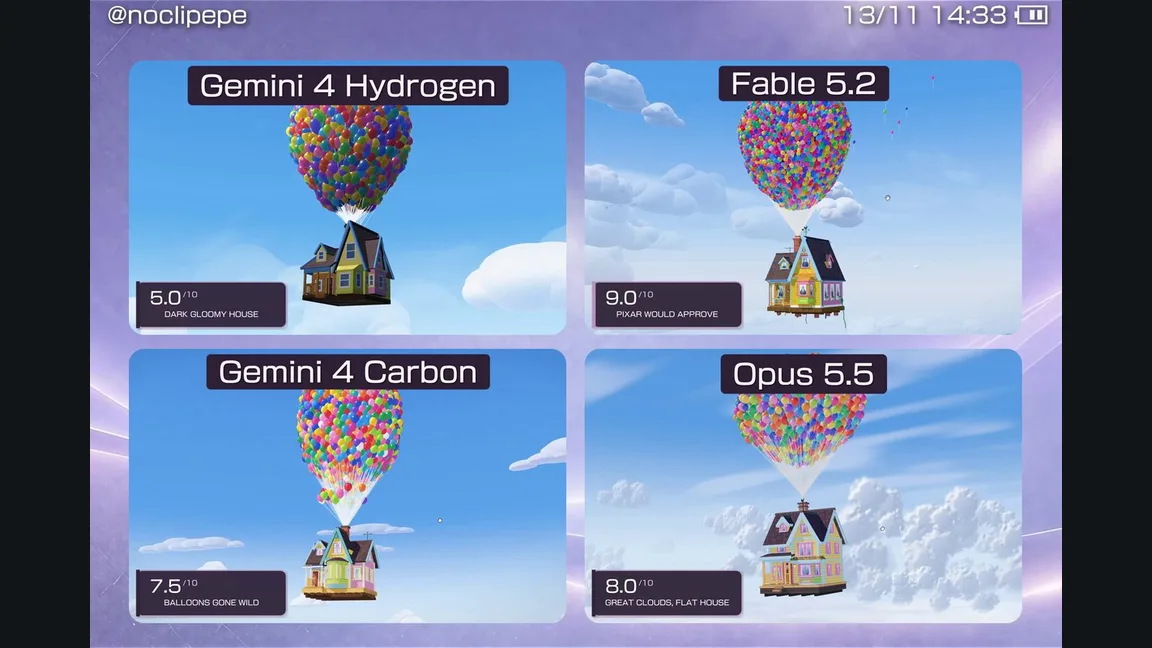 @noclipepe
13/11 14:33
Gemini 4 Hydrogen
5.0/10
DARK GLOOMY HOUSE
Fable 5.2
9.0/10
PIXAR WOULD APPROVE
Gemini 4 Carbon
7.5/10
BALLOONS GONE WILD
Opus 5.5
8.0/10
GREAT CLOUDS, FLAT HOUSE